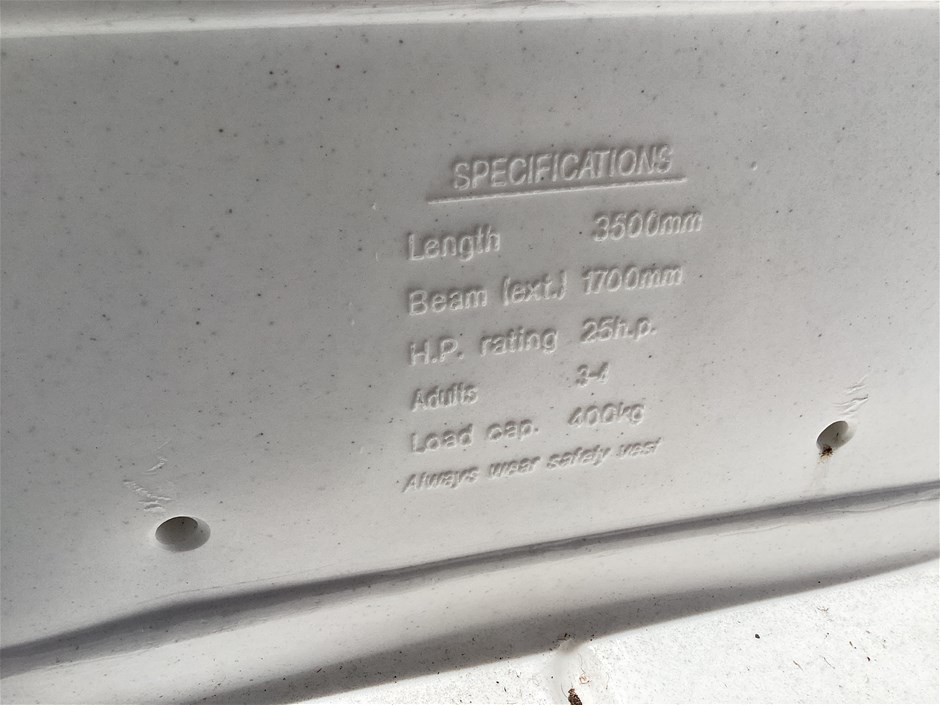 SPECIFICATIONS
Length 3500mm
Beam (ext.) 1700mm
H.P. rating 25h.p.
Adults 3-4
Load cap. 400kg
Always wear safety vest